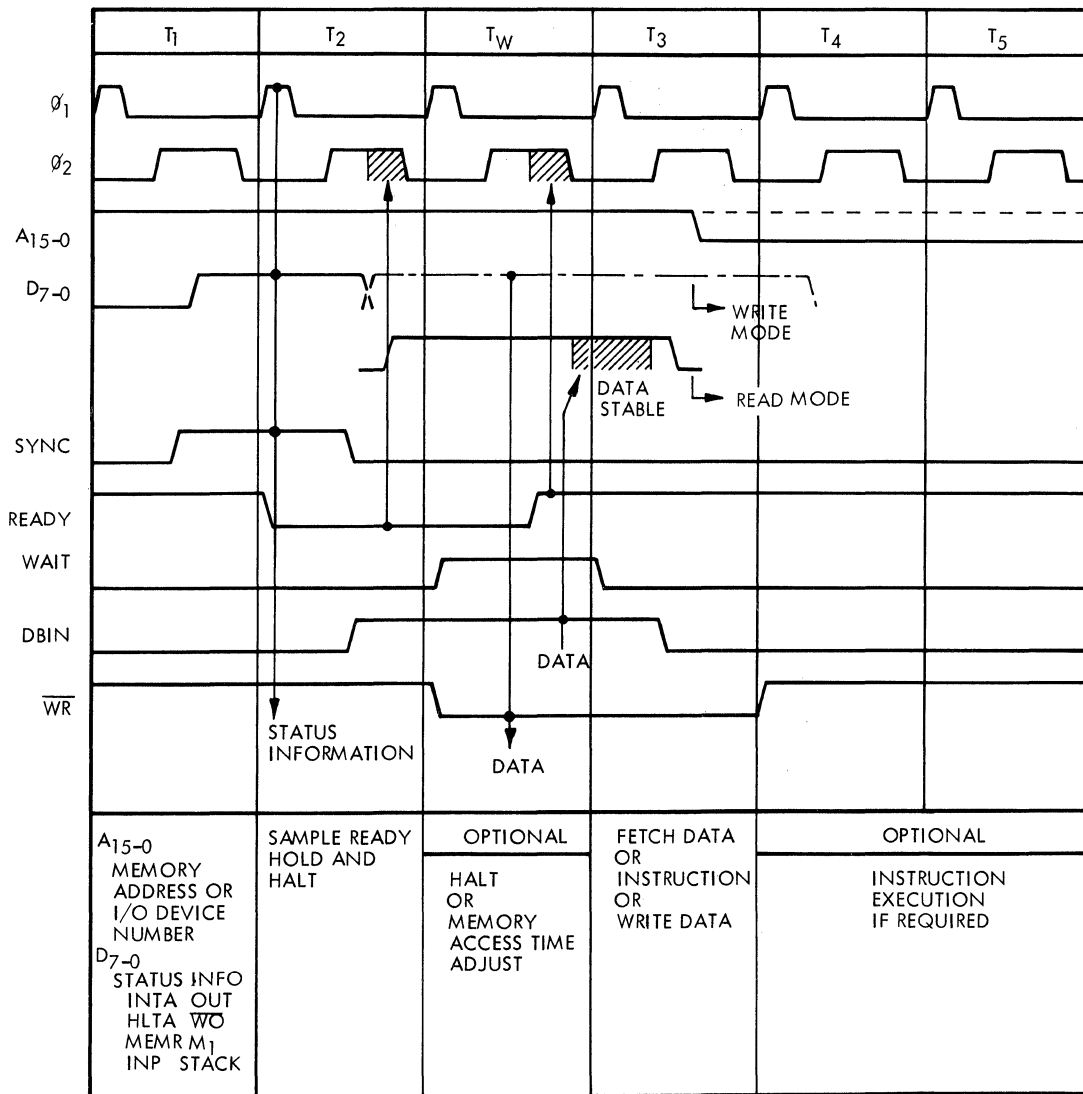 T1 T2 TW T3 T4 T5
Ø1
Ø2
A15-0
D7-0
WRITE
MODE
DATA
STABLE
READ MODE
SYNC
READY
WAIT
DBIN
DATA
W̅R̅
STATUS
INFORMATION
DATA
A15-0
MEMORY
ADDRESS OR
I/O DEVICE
NUMBER
D7-0
STATUS INFO
INTA OUT
HLTA W̅O̅
MEMR M1
INP STACK
SAMPLE READY
HOLD AND
HALT
OPTIONAL
HALT
OR
MEMORY
ACCESS TIME
ADJUST
FETCH DATA
OR
INSTRUCTION
OR
WRITE DATA
OPTIONAL
INSTRUCTION
EXECUTION
IF REQUIRED